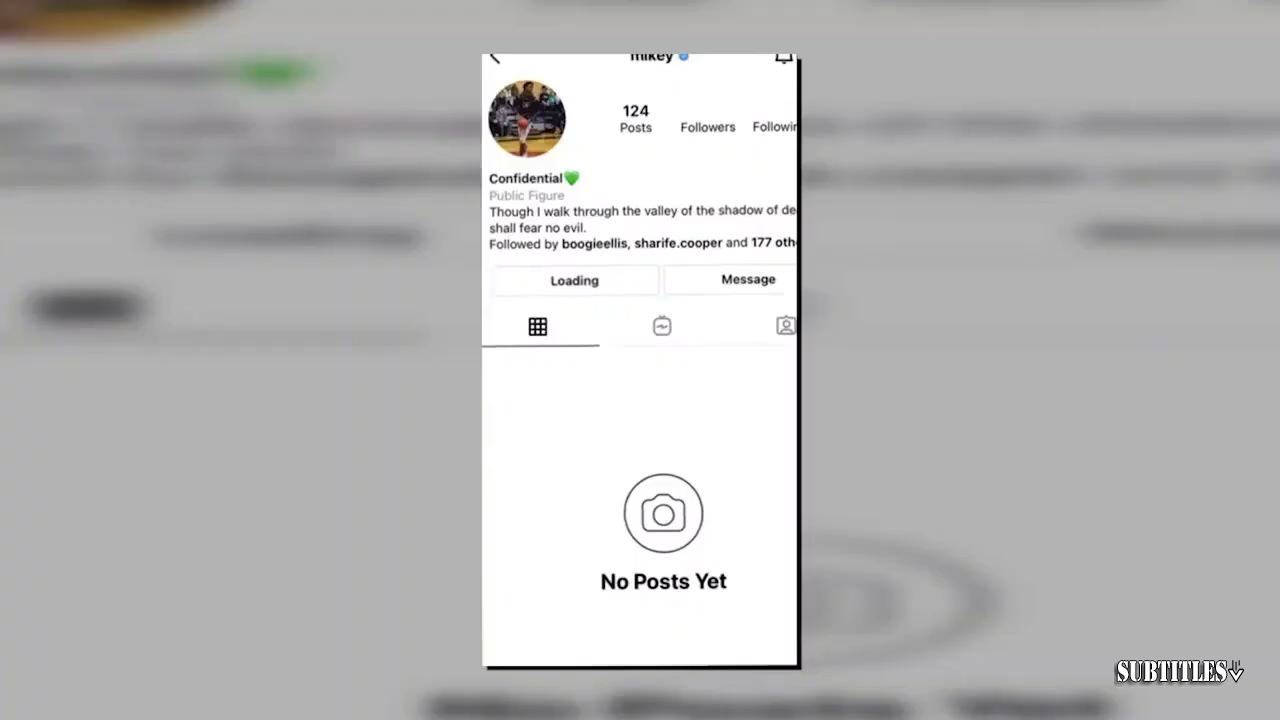 mikey
124
Posts Followers Followin
Confidential💚
Public Figure
Though I walk through the valley of the shadow of de
shall fear no evil.
Followed by boogieellis, sharife.cooper and 177 oth
Loading Message
No Posts Yet
SUBTITLES